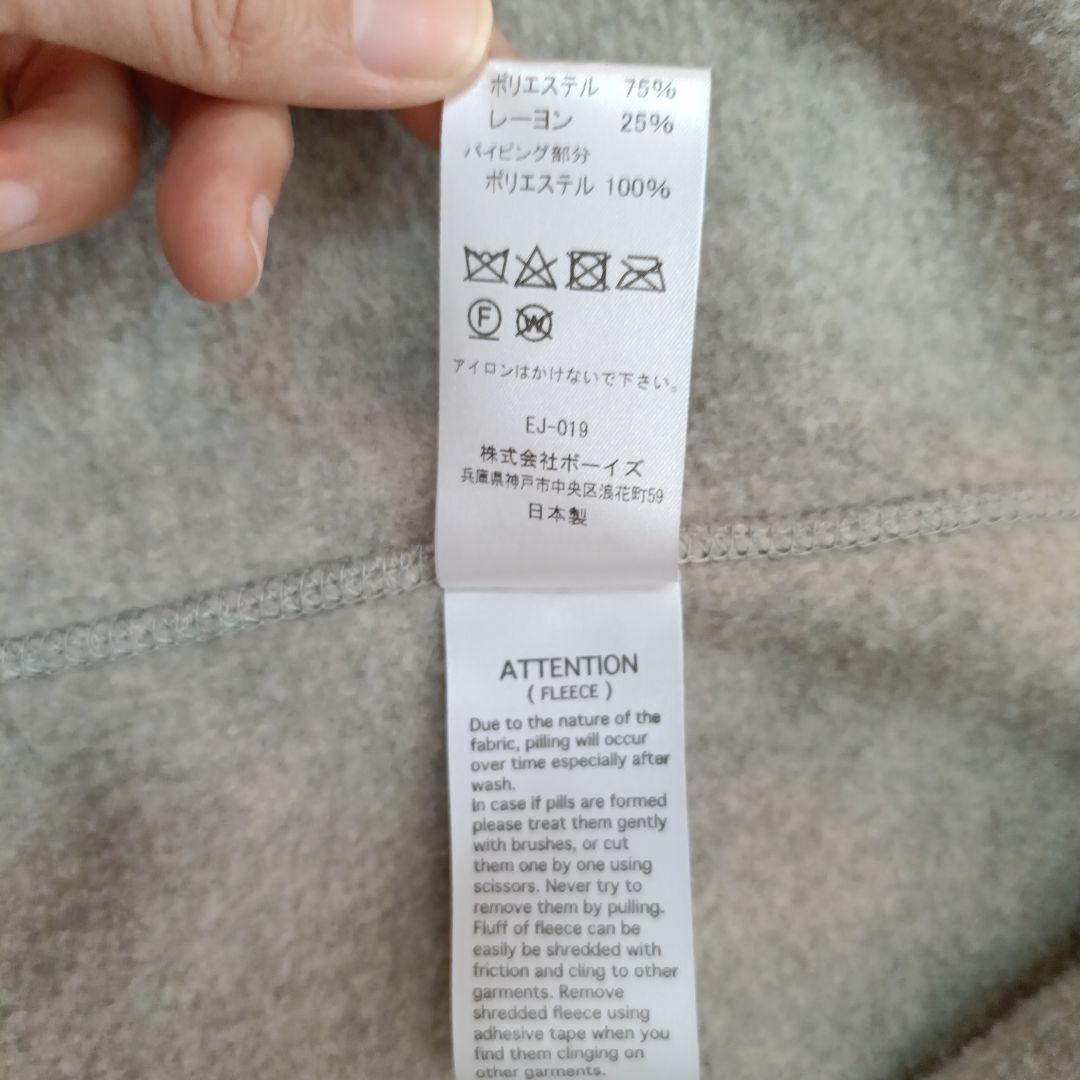 ポリエステル 75%
レーヨン 25%
パイピング部分
ポリエステル 100%
F
W
アイロンはかけないで下さい。
EJ-019
株式会社ボーイズ
兵庫県神戸市中央区浪花町59
日本製
ATTENTION
( FLEECE )
Due to the nature of the
fabric, pilling will occur
over time especially after
wash.
In case if pills are formed
please treat them gently
with brushes, or cut
them one by one using
scissors. Never try to
remove them by pulling.
Fluff of fleece can be
easily be shredded with
friction and cling to other
garments. Remove
shredded fleece using
adhesive tape when you
find them clinging on
other garments.